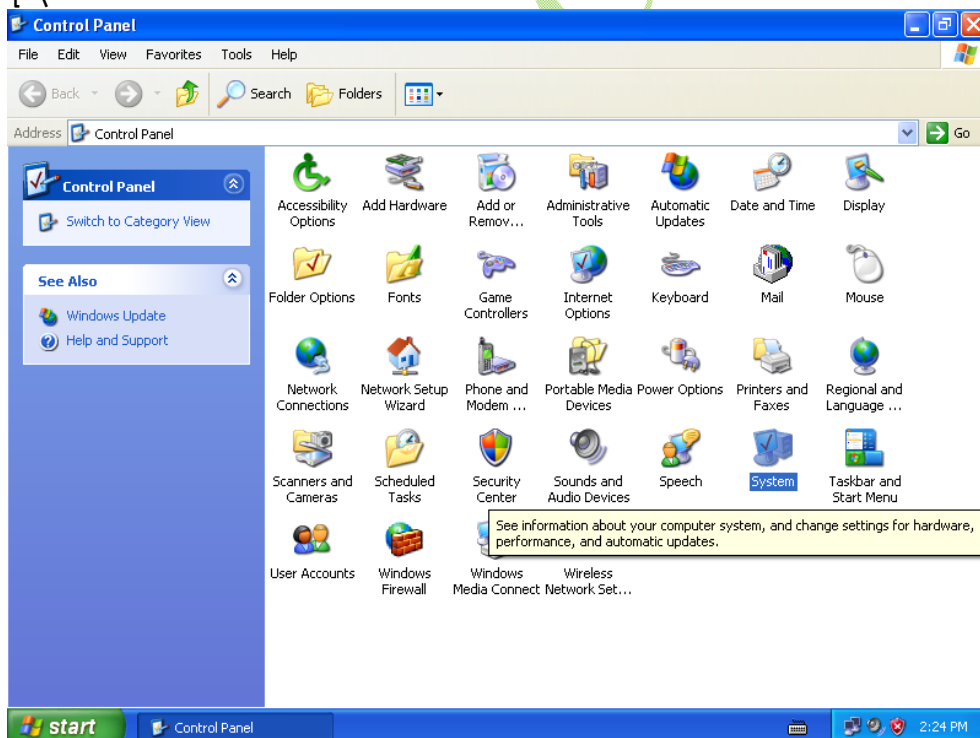 Control Panel
File Edit View Favorites Tools Help
Back Search Folders
Address Control Panel Go
Control Panel
Switch to Category View
See Also
Windows Update
Help and Support
Accessibility Options
Add Hardware
Add or Remov...
Administrative Tools
Automatic Updates
Date and Time
Display
Folder Options
Fonts
Game Controllers
Internet Options
Keyboard
Mail
Mouse
Network Connections
Network Setup Wizard
Phone and Modem ...
Portable Media Devices
Power Options
Printers and Faxes
Regional and Language ...
Scanners and Cameras
Scheduled Tasks
Security Center
Sounds and Audio Devices
Speech
System
Taskbar and Start Menu
See information about your computer system, and change settings for hardware,
performance, and automatic updates.
User Accounts
Windows Firewall
Windows Media Connect
Wireless Network Set...
start Control Panel 2:24 PM